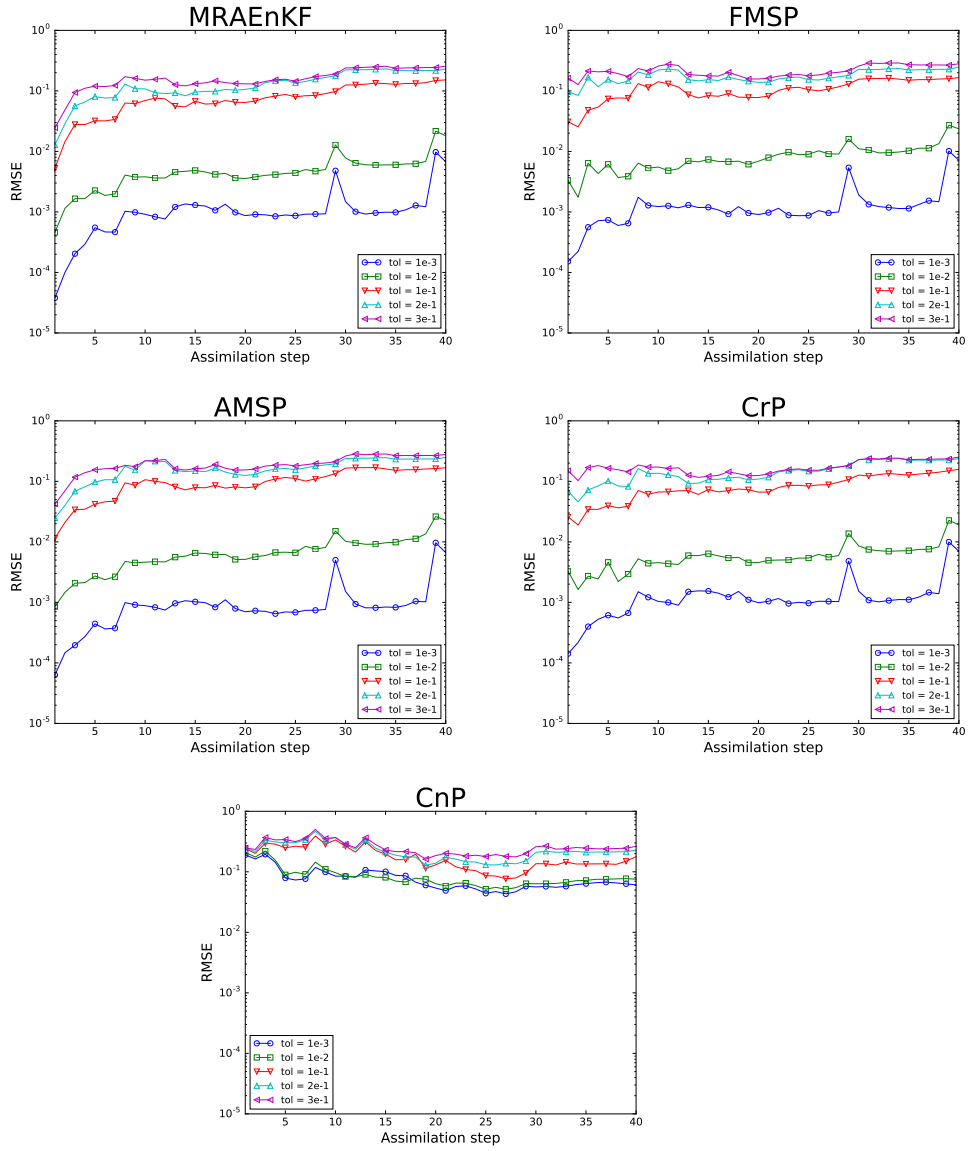 MRAEnKF
10^0
10^-1
10^-2
10^-3
10^-4
10^-5
RMSE
5 10 15 20 25 30 35 40
Assimilation step
tol = 1e-3
tol = 1e-2
tol = 1e-1
tol = 2e-1
tol = 3e-1
FMSP
10^0
10^-1
10^-2
10^-3
10^-4
10^-5
RMSE
5 10 15 20 25 30 35 40
Assimilation step
tol = 1e-3
tol = 1e-2
tol = 1e-1
tol = 2e-1
tol = 3e-1
AMSP
10^0
10^-1
10^-2
10^-3
10^-4
10^-5
RMSE
5 10 15 20 25 30 35 40
Assimilation step
tol = 1e-3
tol = 1e-2
tol = 1e-1
tol = 2e-1
tol = 3e-1
CrP
10^0
10^-1
10^-2
10^-3
10^-4
10^-5
RMSE
5 10 15 20 25 30 35 40
Assimilation step
tol = 1e-3
tol = 1e-2
tol = 1e-1
tol = 2e-1
tol = 3e-1
CnP
10^0
10^-1
10^-2
10^-3
10^-4
10^-5
RMSE
5 10 15 20 25 30 35 40
Assimilation step
tol = 1e-3
tol = 1e-2
tol = 1e-1
tol = 2e-1
tol = 3e-1